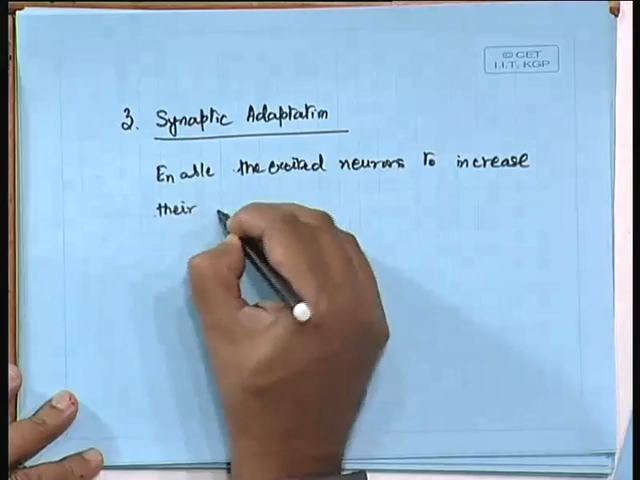 © CET
I.I.T. KGP
3. Synaptic Adaptation
Enable the excited neurons to increase
their